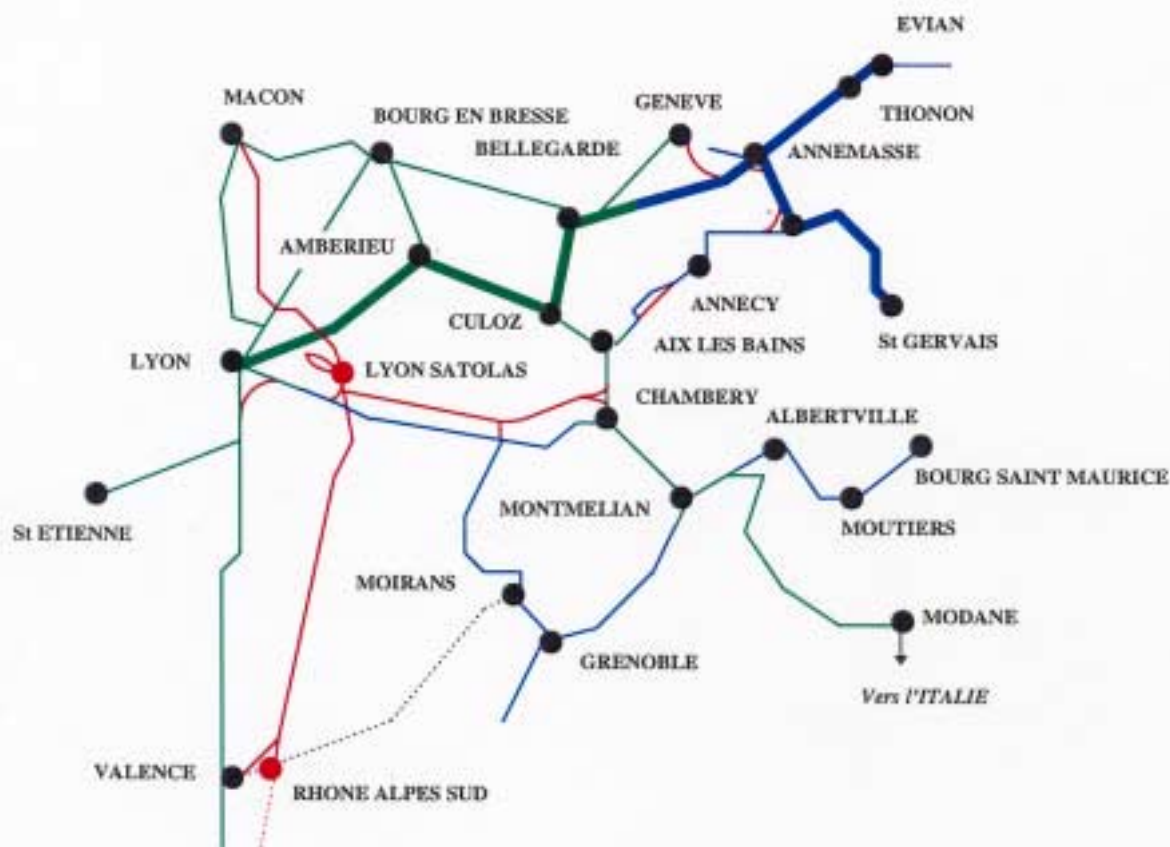 EVIAN
MACON
GENEVE
BOURG EN BRESSE
THONON
BELLEGARDE
ANNEMASSE
AMBERIEU
ANNECY
CULOZ
St GERVAIS
AIX LES BAINS
LYON
LYON SATOLAS
CHAMBERY
ALBERTVILLE
BOURG SAINT MAURICE
MONTMELIAN
St ETIENNE
MOUTIERS
MOIRANS
MODANE
GRENOBLE
Vers l'ITALIE
VALENCE
RHONE ALPES SUD